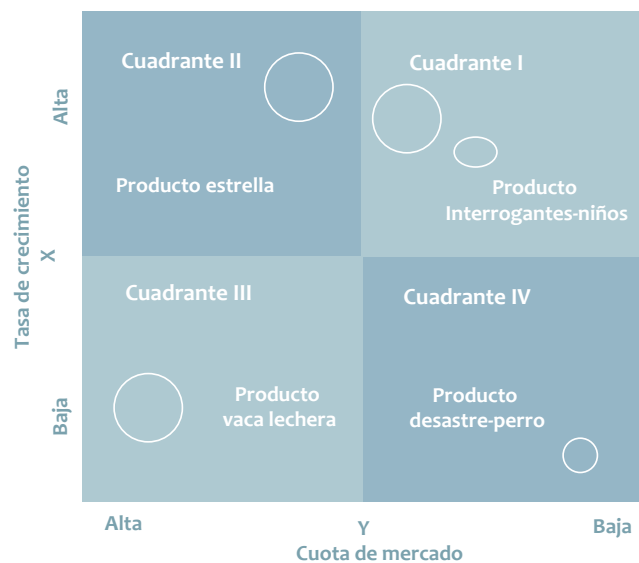 Cuadrante II
Cuadrante I
Alta
Producto estrella
Producto
Interrogantes-niños
Tasa de crecimiento
X
Cuadrante III
Cuadrante IV
Baja
Producto
vaca lechera
Producto
desastre-perro
Alta
Y
Baja
Cuota de mercado